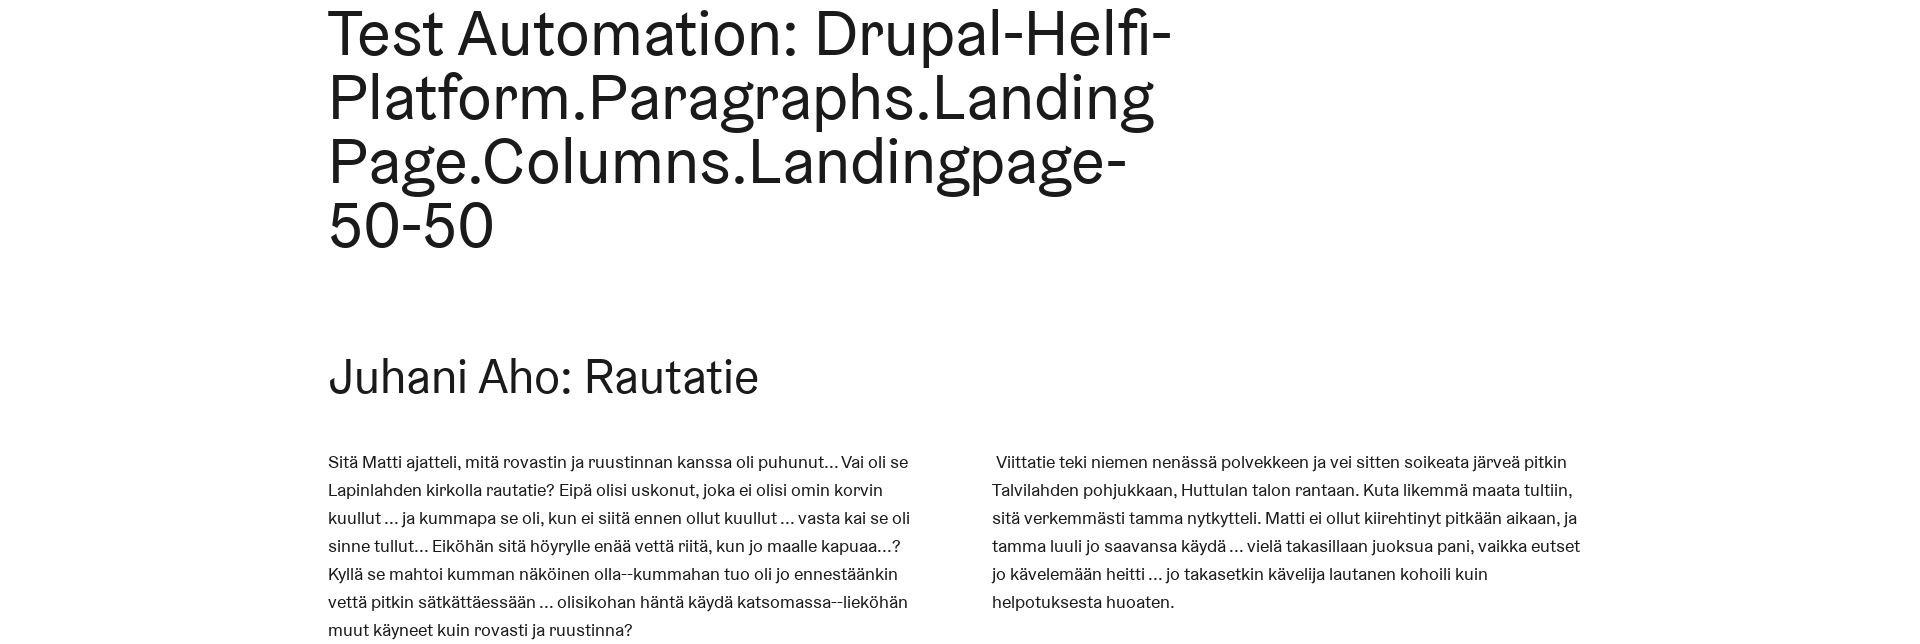 Test Automation: Drupal-Helfi-
Platform.Paragraphs.Landing
Page.Columns.Landingpage-
50-50
Juhani Aho: Rautatie
Sitä Matti ajatteli, mitä rovastin ja ruustinnan kanssa oli puhunut... Vai oli se
Lapinlahden kirkolla rautatie? Eipä olisi uskonut, joka ei olisi omin korvin
kuullut ... ja kummapa se oli, kun ei siitä ennen ollut kuullut ... vasta kai se oli
sinne tullut... Eiköhän sitä höyrylle enää vettä riitä, kun jo maalle kapuaa...?
Kyllä se mahtoi kumman näköinen olla--kummahan tuo oli jo ennestäänkin
vettä pitkin sätkättäessään ... olisikohan häntä käydä katsomassa--lieköhän
muut käyneet kuin rovasti ja ruustinna?
Viittatie teki niemen nenässä polvekkeen ja vei sitten soikeata järveä pitkin
Talvilahden pohjukkaan, Huttulan talon rantaan. Kuta likemmä maata tultiin,
sitä verkemmästi tamma nytkytteli. Matti ei ollut kiirehtinyt pitkään aikaan, ja
tamma luuli jo saavansa käydä ... vielä takasillaan juoksua pani, vaikka eutset
jo kävelemään heitti ... jo takasetkin kävelija lautanen kohoili kuin
helpotuksesta huoaten.